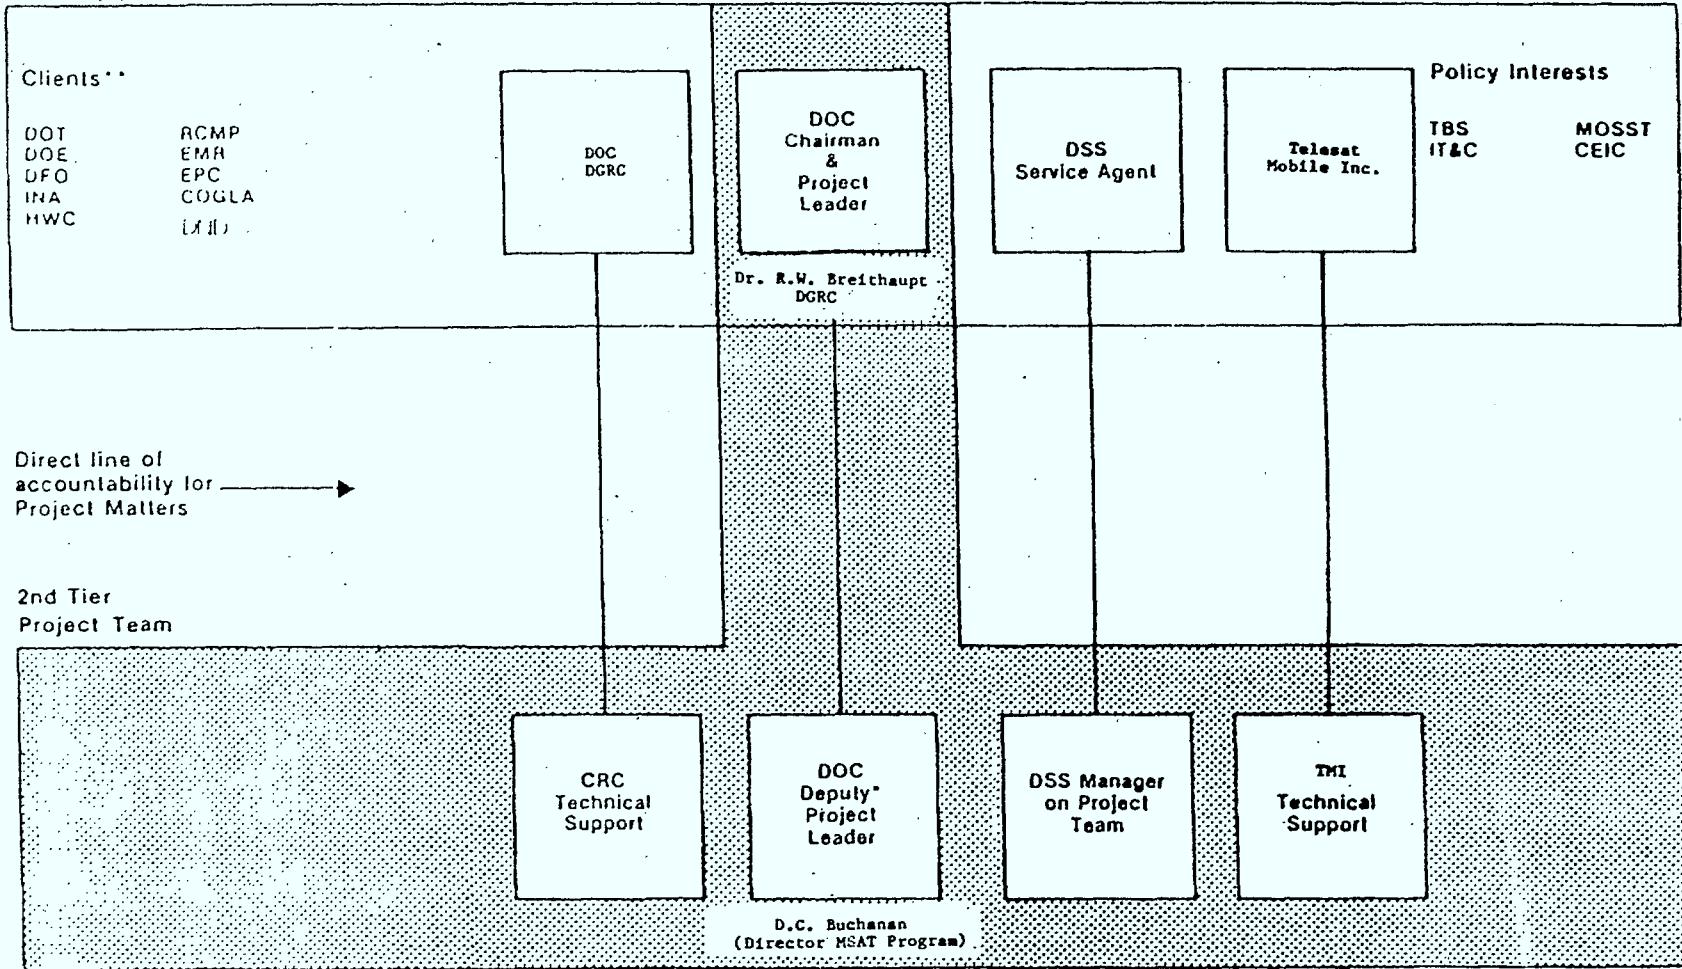 Clients**
DOT RCMP
DOE EMR
DFO EPC
INA COGLA
HWC DND
DOC
DGRC
DOC
Chairman
&
Project
Leader
Dr. R.W. Breithaupt
DGRC
DSS
Service Agent
Telesat
Mobile Inc.
Policy Interests
TBS MOSST
IT&C CEIC
Direct line of
accountability for
Project Matters
2nd Tier
Project Team
CRC
Technical
Support
DOC
Deputy*
Project
Leader
D.C. Buchanan
(Director MSAT Program)
DSS Manager
on Project
Team
TMI
Technical
Support